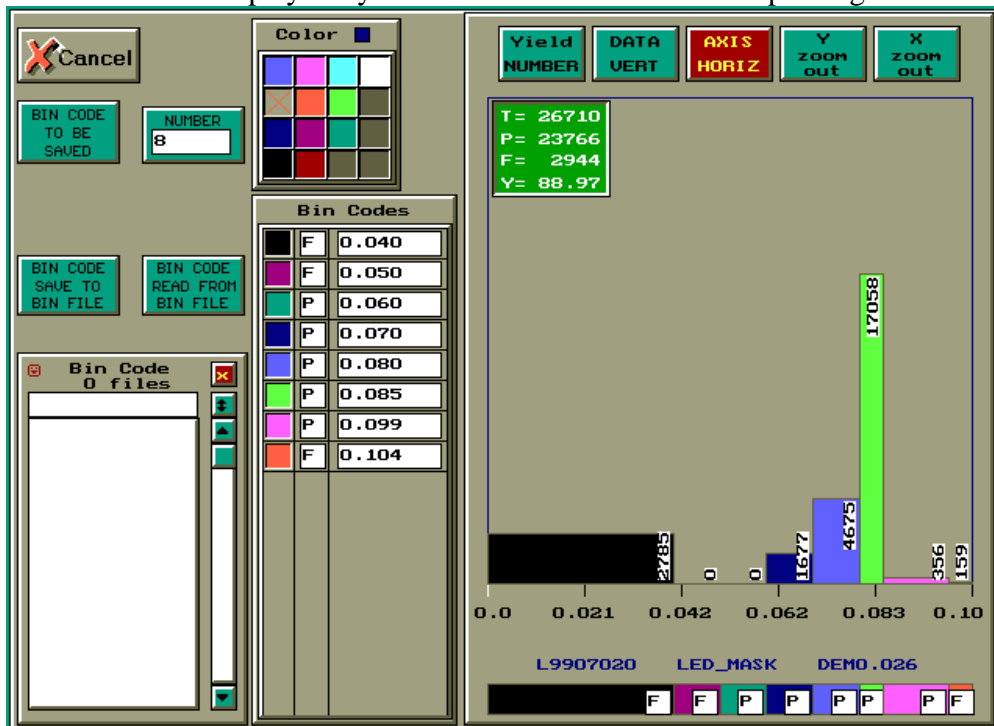 Cancel
BIN CODE
TO BE
SAVED
NUMBER
8
BIN CODE
SAVE TO
BIN FILE
BIN CODE
READ FROM
BIN FILE
Bin Code
0 files
Color
Bin Codes
F 0.040
F 0.050
P 0.060
P 0.070
P 0.080
P 0.085
P 0.099
F 0.104
Yield
NUMBER
DATA
VERT
AXIS
HORIZ
Y
zoom
out
X
zoom
out
T= 26710
P= 23766
F= 2944
Y= 88.97
2785
0
0
1677
4675
17058
356
159
0.0 0.021 0.042 0.062 0.083 0.10
L9907020 LED_MASK DEMO.026
F F P P P P P F